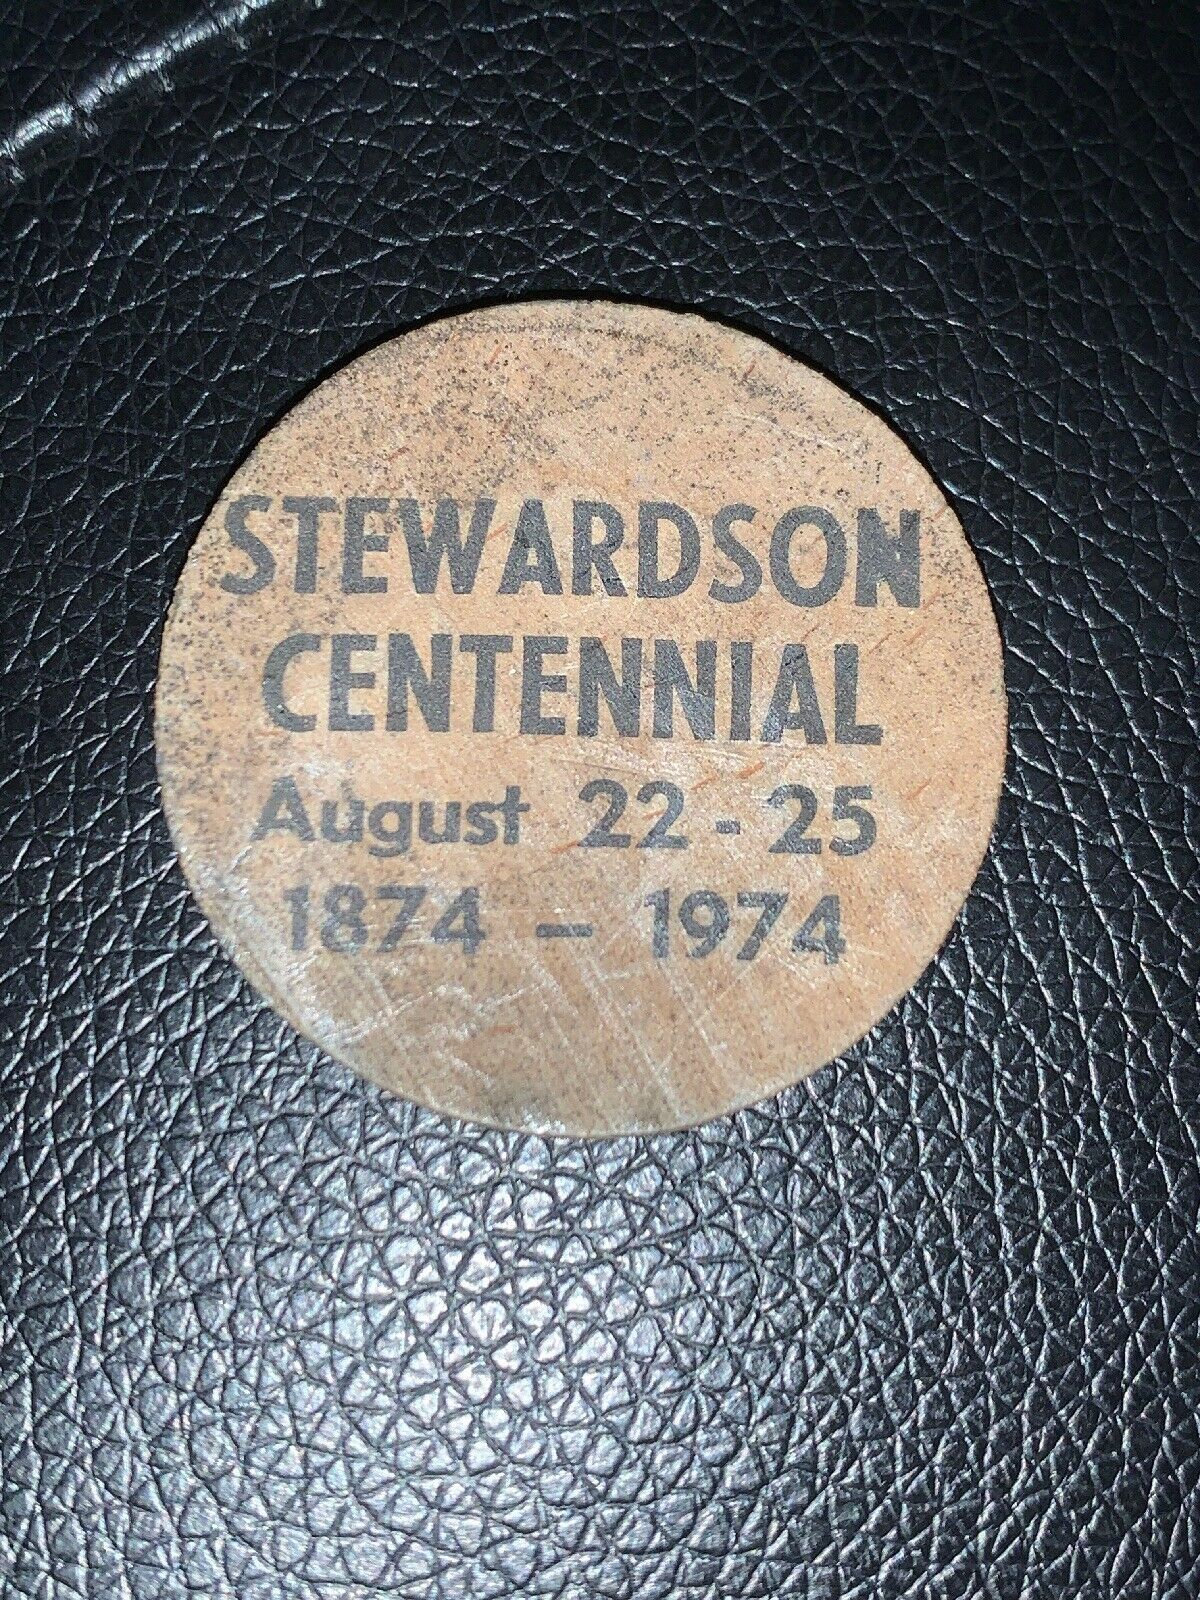 STEWARDSON
CENTENNIAL
August 22 - 25
1874 - 1974